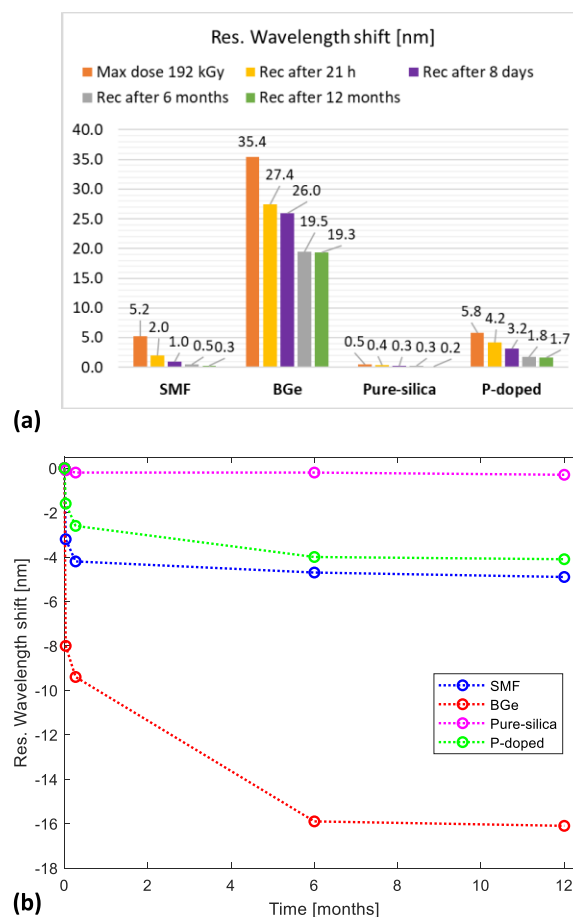 Res. Wavelength shift [nm]
Max dose 192 kGy Rec after 21 h Rec after 8 days
Rec after 6 months Rec after 12 months
40.0
35.0
30.0
25.0
20.0
15.0
10.0
5.0
0.0
5.2 2.0 1.0 0.5 0.3
35.4 27.4 26.0 19.5 19.3
0.5 0.4 0.3 0.3 0.2
5.8 4.2 3.2 1.8 1.7
SMF BGe Pure-silica P-doped
(a)
Res. Wavelength shift [nm]
0
-2
-4
-6
-8
-10
-12
-14
-16
-18
SMF
BGe
Pure-silica
P-doped
0 2 4 6 8 10 12
Time [months]
(b)